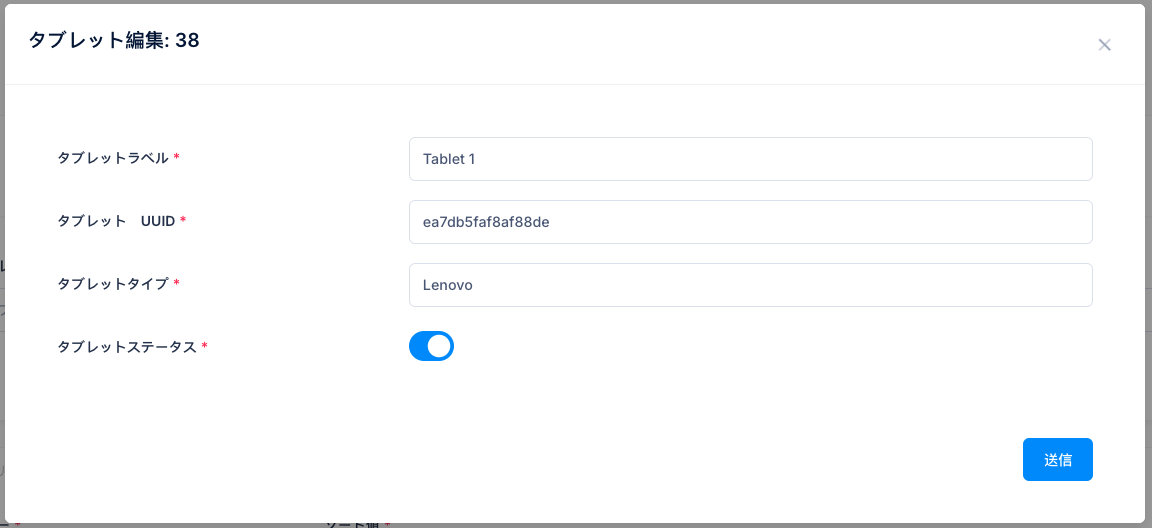 タブレット編集: 38
タブレットラベル *
Tablet 1
タブレット　UUID *
ea7db5faf8af88de
タブレットタイプ *
Lenovo
タブレットステータス *
送信